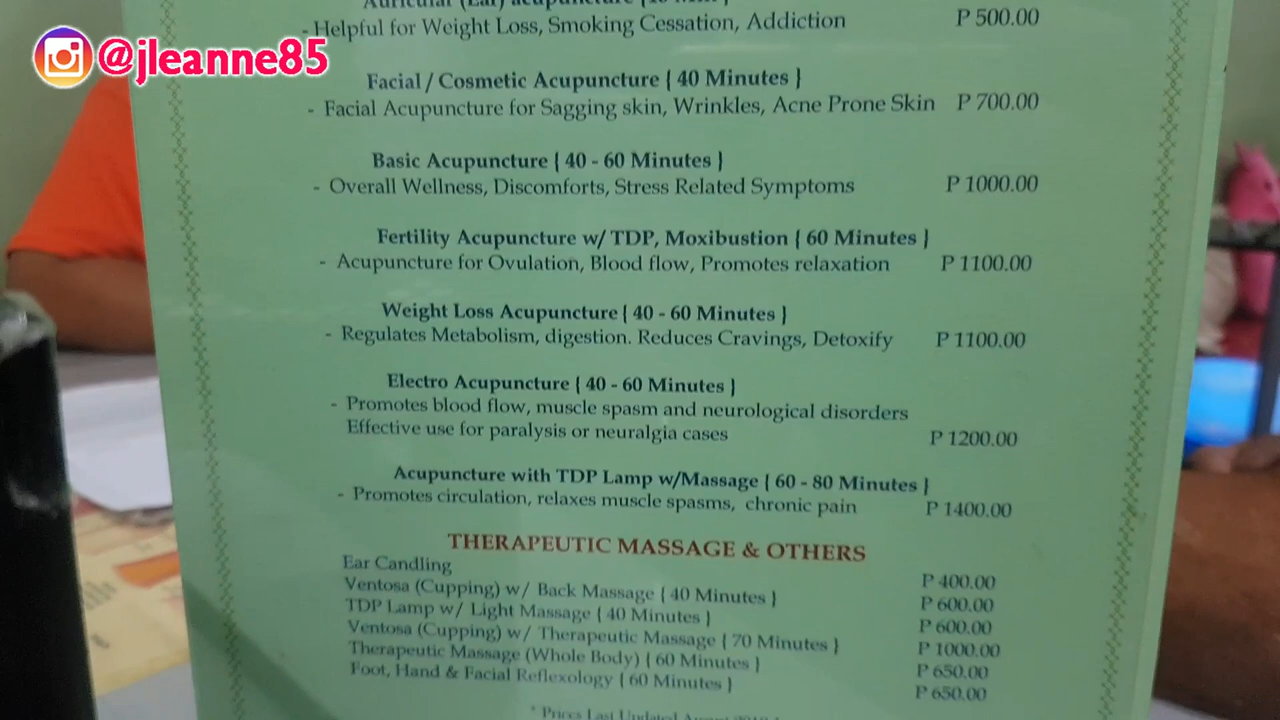 Auricular (Ear) acupuncture
- Helpful for Weight Loss, Smoking Cessation, Addiction P 500.00
@jleanne85
Facial / Cosmetic Acupuncture { 40 Minutes }
- Facial Acupuncture for Sagging skin, Wrinkles, Acne Prone Skin P 700.00
Basic Acupuncture { 40 - 60 Minutes }
- Overall Wellness, Discomforts, Stress Related Symptoms P 1000.00
Fertility Acupuncture w/ TDP, Moxibustion { 60 Minutes }
- Acupuncture for Ovulation, Blood flow, Promotes relaxation P 1100.00
Weight Loss Acupuncture { 40 - 60 Minutes }
- Regulates Metabolism, digestion. Reduces Cravings, Detoxify P 1100.00
Electro Acupuncture { 40 - 60 Minutes }
- Promotes blood flow, muscle spasm and neurological disorders
Effective use for paralysis or neuralgia cases P 1200.00
Acupuncture with TDP Lamp w/Massage { 60 - 80 Minutes }
- Promotes circulation, relaxes muscle spasms, chronic pain P 1400.00
THERAPEUTIC MASSAGE & OTHERS
Ear Candling P 400.00
Ventosa (Cupping) w/ Back Massage { 40 Minutes } P 600.00
TDP Lamp w/ Light Massage { 40 Minutes } P 600.00
Ventosa (Cupping) w/ Therapeutic Massage { 70 Minutes } P 1000.00
Therapeutic Massage (Whole Body) { 60 Minutes } P 650.00
Foot, Hand & Facial Reflexology { 60 Minutes } P 650.00
* Prices Last Updated August